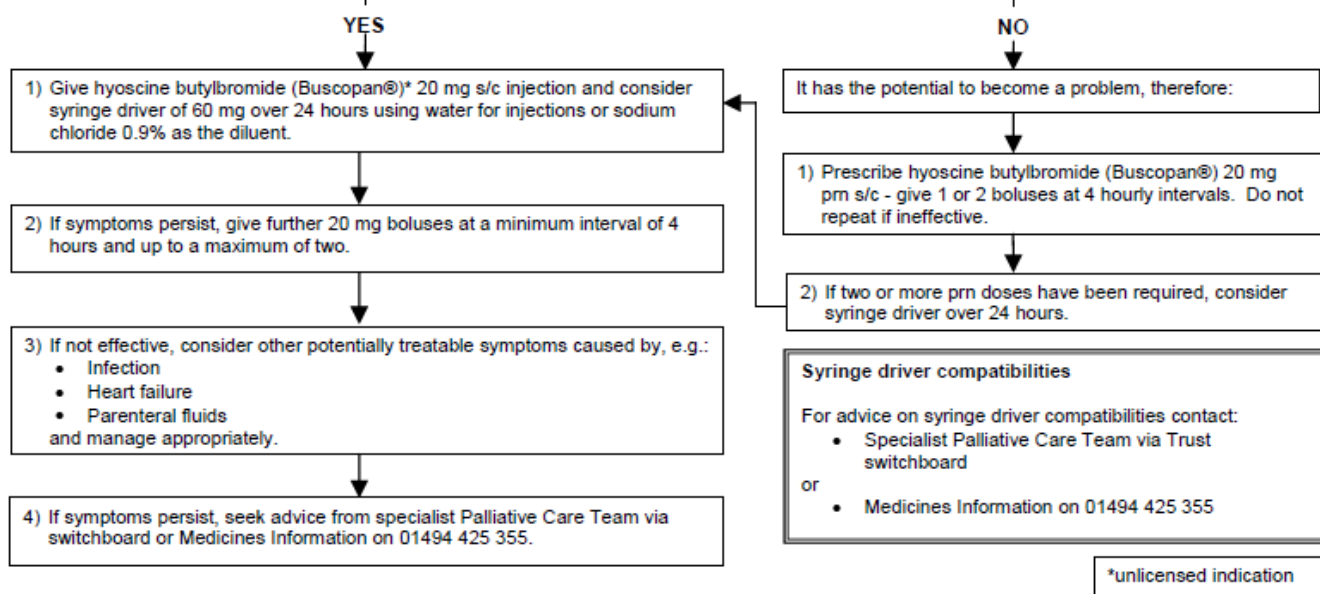 YES
1) Give hyoscine butylbromide (Buscopan®)* 20 mg s/c injection and consider
syringe driver of 60 mg over 24 hours using water for injections or sodium
chloride 0.9% as the diluent.
2) If symptoms persist, give further 20 mg boluses at a minimum interval of 4
hours and up to a maximum of two.
3) If not effective, consider other potentially treatable symptoms caused by, e.g.:
• Infection
• Heart failure
• Parenteral fluids
and manage appropriately.
4) If symptoms persist, seek advice from specialist Palliative Care Team via
switchboard or Medicines Information on 01494 425 355.
NO
It has the potential to become a problem, therefore:
1) Prescribe hyoscine butylbromide (Buscopan®) 20 mg
prn s/c - give 1 or 2 boluses at 4 hourly intervals. Do not
repeat if ineffective.
2) If two or more prn doses have been required, consider
syringe driver over 24 hours.
Syringe driver compatibilities
For advice on syringe driver compatibilities contact:
• Specialist Palliative Care Team via Trust
switchboard
or
• Medicines Information on 01494 425 355
*unlicensed indication